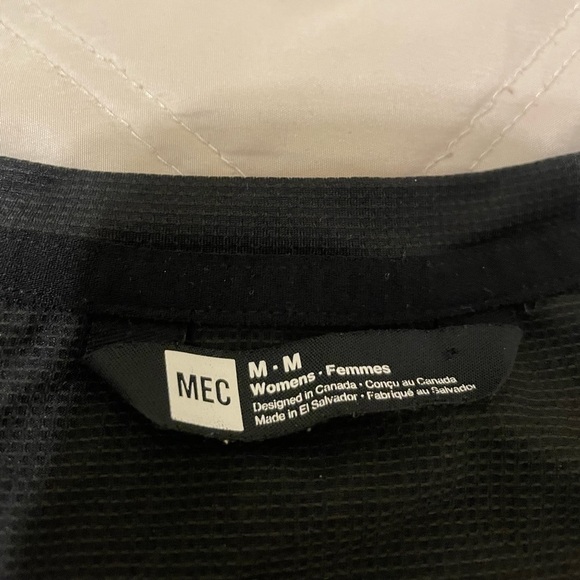 MEC
M · M
Womens · Femmes
Designed in Canada · Conçu au Canada
Made in El Salvador · Fabriqué au Salvador